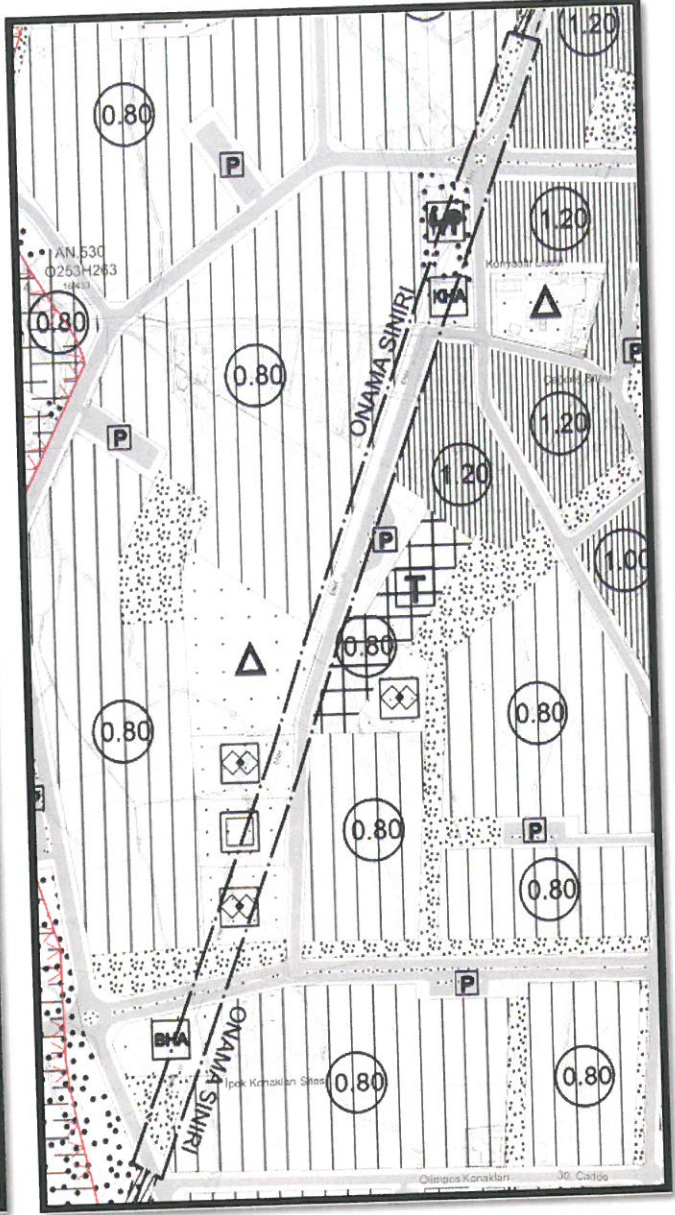 1.20
0.80
P
1.20
AN.530
O253H263
KHA
0.80
ONAMA SINIRI
0.80
P
P
1.20
1.20
P
1.00
T
0.80
0.80
0.80
0.80
P
0.80
P
BHA
ONAMA SINIRI
İpek Konakları Sitesi
0.80
0.80
Olimpos Konakları
30. Cadde